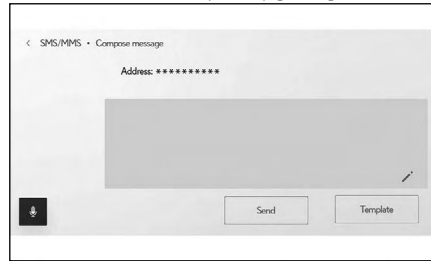 < SMS/MMS • Compose message
Address: **********
Send
Template